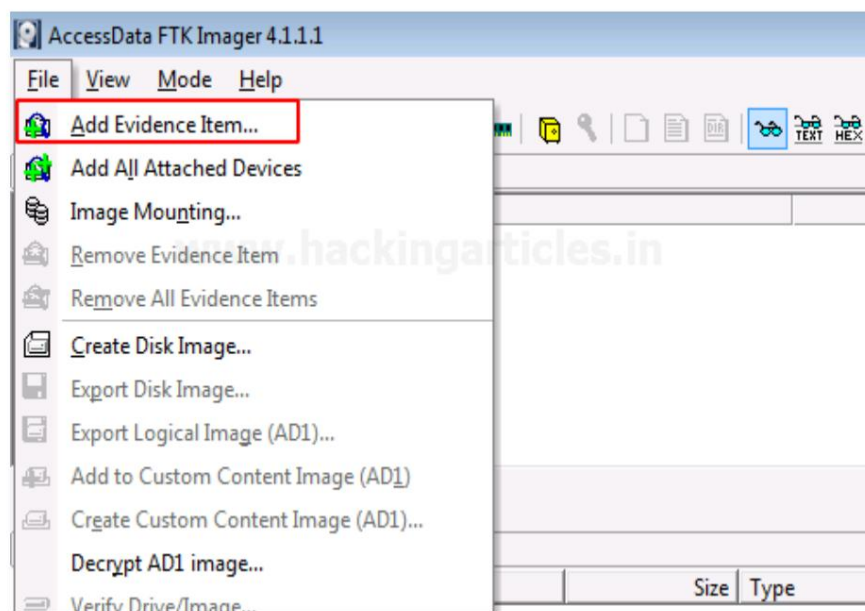 AccessData FTK Imager 4.1.1.1
File View Mode Help
Add Evidence Item...
TEXT HEX
DIR
Add All Attached Devices
Image Mounting...
www.hackingarticles.in
Remove Evidence Item
Remove All Evidence Items
Create Disk Image...
Export Disk Image...
Export Logical Image (AD1)...
Add to Custom Content Image (AD1)
Create Custom Content Image (AD1)...
Decrypt AD1 image...
Size Type
Verify Drive/Image...